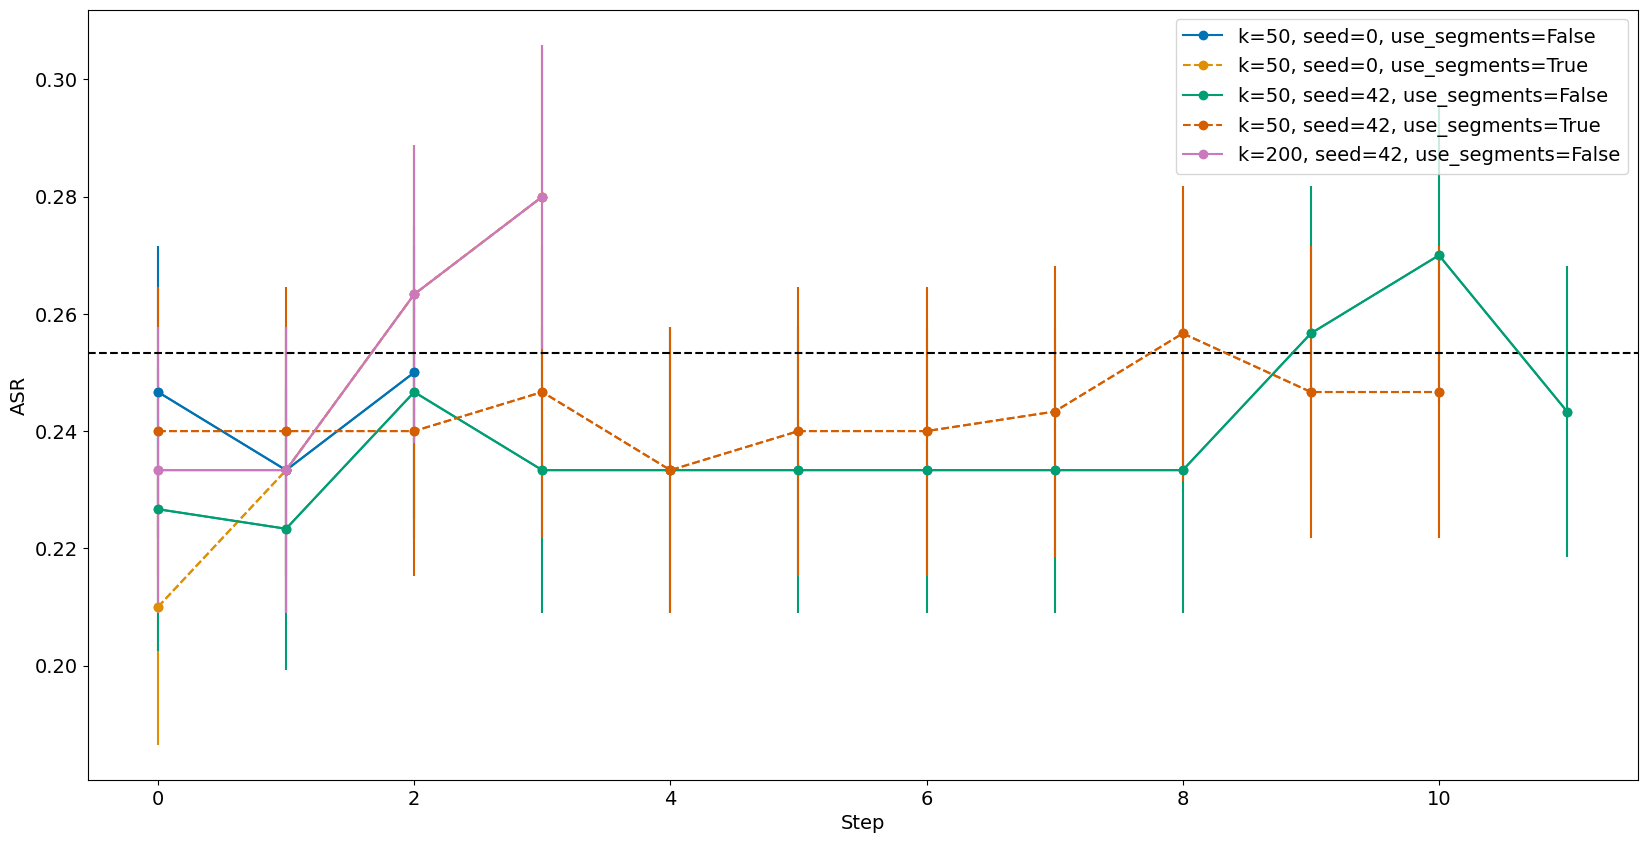 k=50, seed=0, use_segments=False
k=50, seed=0, use_segments=True
k=50, seed=42, use_segments=False
k=50, seed=42, use_segments=True
k=200, seed=42, use_segments=False
0.30
0.28
0.26
0.24
0.22
0.20
ASR
0 2 4 6 8 10
Step